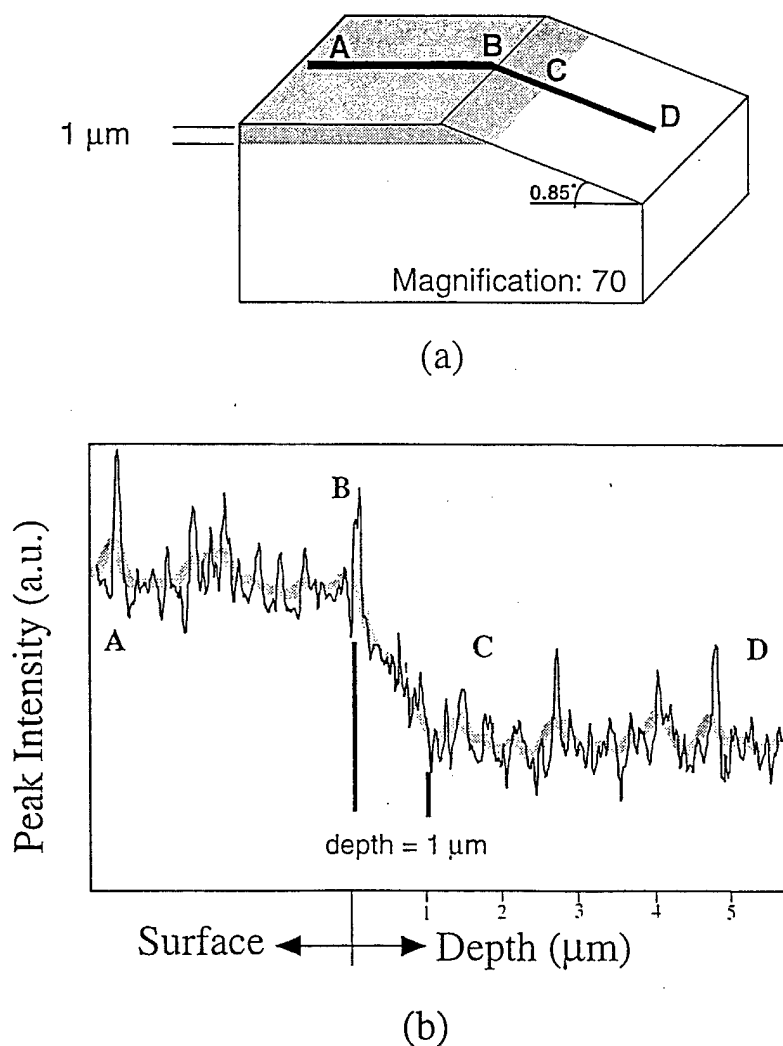 A
B
C
D
1 μm
0.85°
Magnification: 70
(a)
Peak Intensity (a.u.)
B
A
C
D
depth = 1 μm
1 2 3 4 5
Surface Depth (μm)
(b)